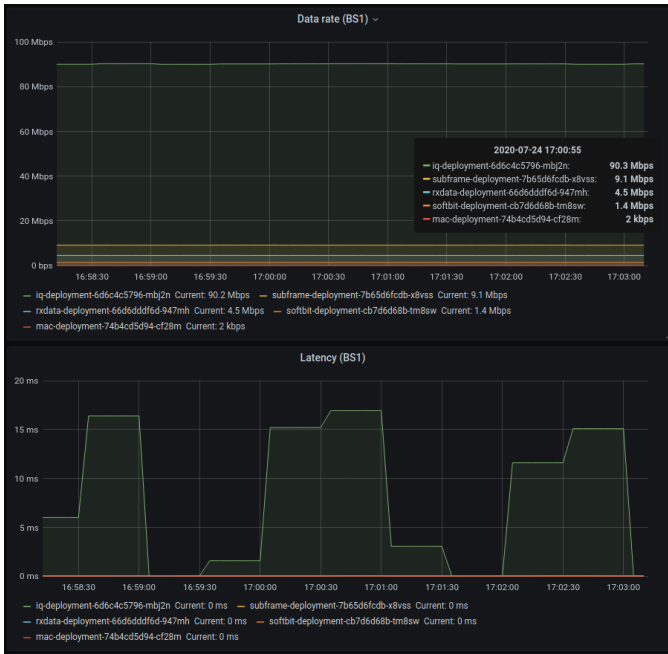 Data rate (BS1)
100 Mbps
80 Mbps
60 Mbps
40 Mbps
20 Mbps
0 bps
2020-07-24 17:00:55
iq-deployment-6d6c4c5796-mbj2n: 90.3 Mbps
subframe-deployment-7b65d6fcdb-x8vss: 9.1 Mbps
rxdata-deployment-66d6dddf6d-947mh: 4.5 Mbps
softbit-deployment-cb7d6d68b-tm8sw: 1.4 Mbps
mac-deployment-74b4cd5d94-cf28m: 2 kbps
16:58:30 16:59:00 16:59:30 17:00:00 17:00:30 17:01:00 17:01:30 17:02:00 17:02:30 17:03:00
iq-deployment-6d6c4c5796-mbj2n Current: 90.2 Mbps subframe-deployment-7b65d6fcdb-x8vss Current: 9.1 Mbps
rxdata-deployment-66d6dddf6d-947mh Current: 4.5 Mbps softbit-deployment-cb7d6d68b-tm8sw Current: 1.4 Mbps
mac-deployment-74b4cd5d94-cf28m Current: 2 kbps
Latency (BS1)
20 ms
15 ms
10 ms
5 ms
0 ms
16:58:30 16:59:00 16:59:30 17:00:00 17:00:30 17:01:00 17:01:30 17:02:00 17:02:30 17:03:00
iq-deployment-6d6c4c5796-mbj2n Current: 0 ms subframe-deployment-7b65d6fcdb-x8vss Current: 0 ms
rxdata-deployment-66d6dddf6d-947mh Current: 0 ms softbit-deployment-cb7d6d68b-tm8sw Current: 0 ms
mac-deployment-74b4cd5d94-cf28m Current: 0 ms